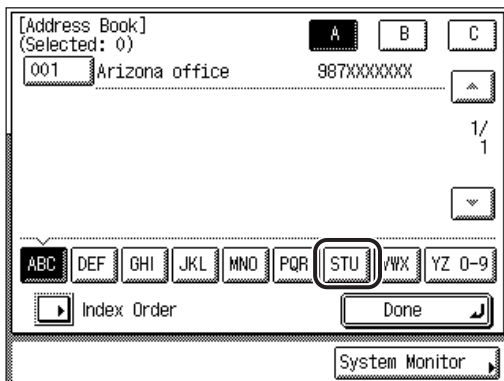 [Address Book]
(Selected: 0)
A B C
001 Arizona office 987XXXXXXX
1/
1
ABC DEF GHI JKL MNO PQR STU VWX YZ 0-9
Index Order Done
System Monitor